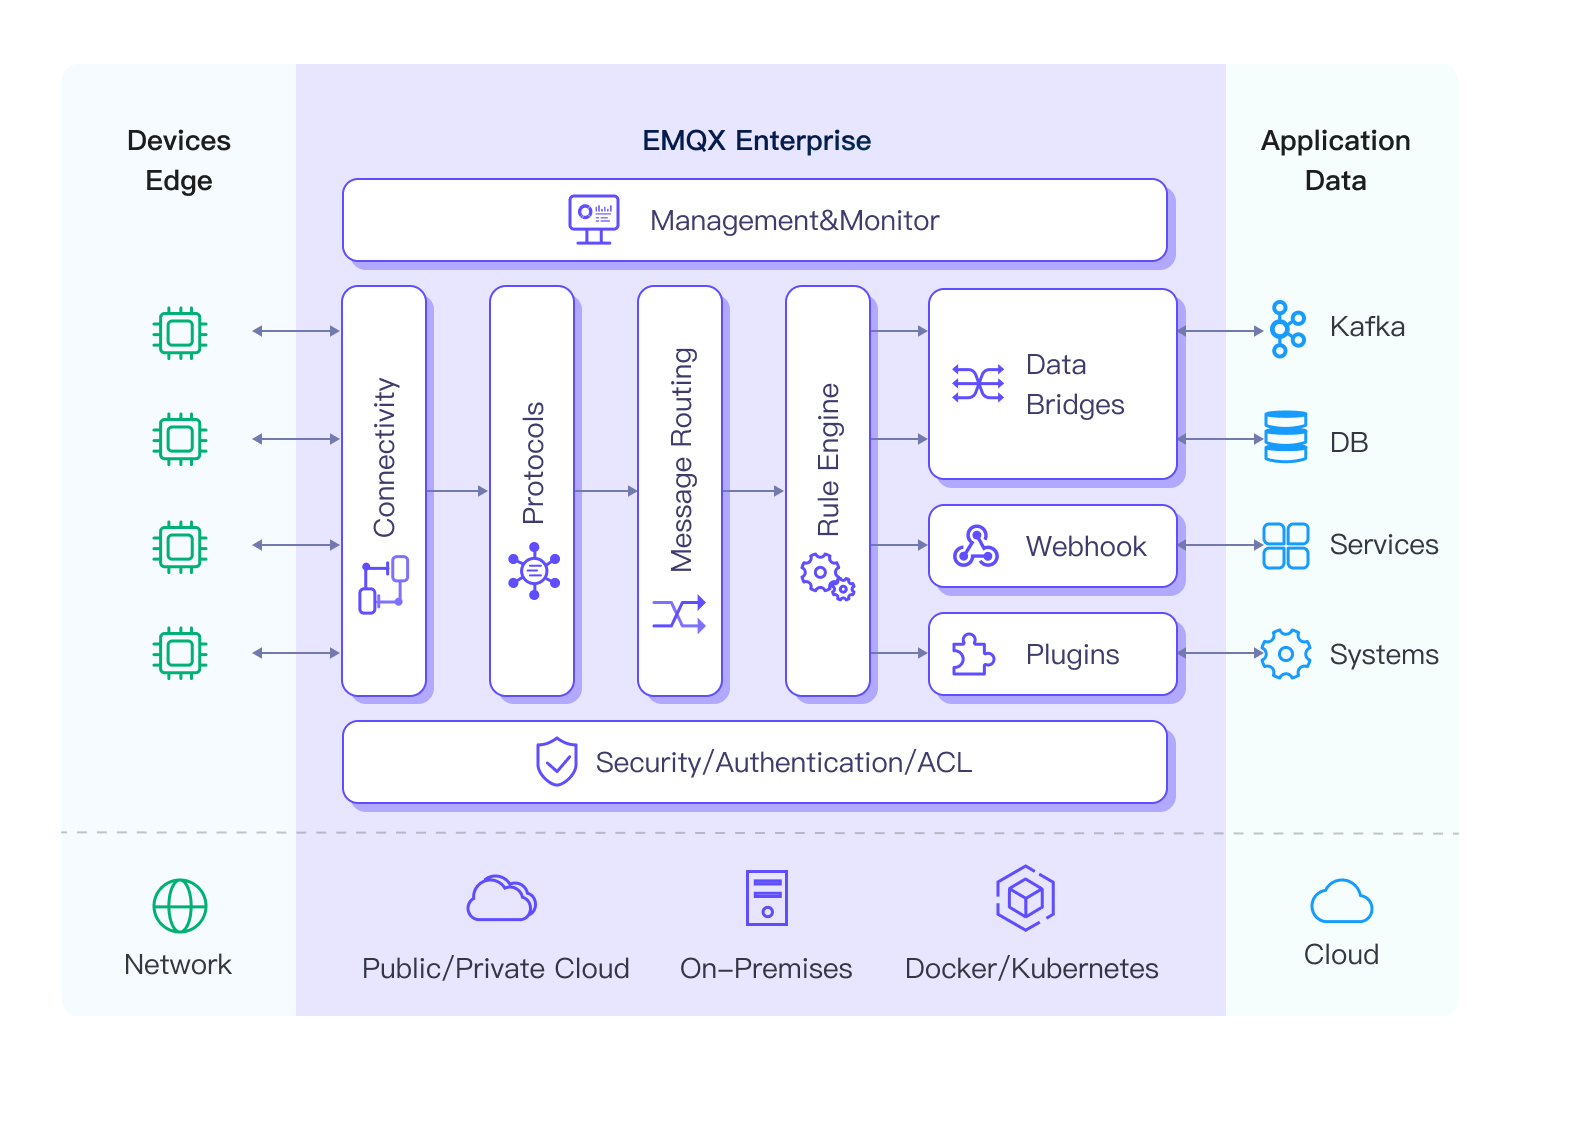 Devices
Edge
EMQX Enterprise
Application
Data
Management&Monitor
Connectivity
Protocols
Message Routing
Rule Engine
Data
Bridges
Webhook
Plugins
Kafka
DB
Services
Systems
Security/Authentication/ACL
Network
Public/Private Cloud
On–Premises
Docker/Kubernetes
Cloud